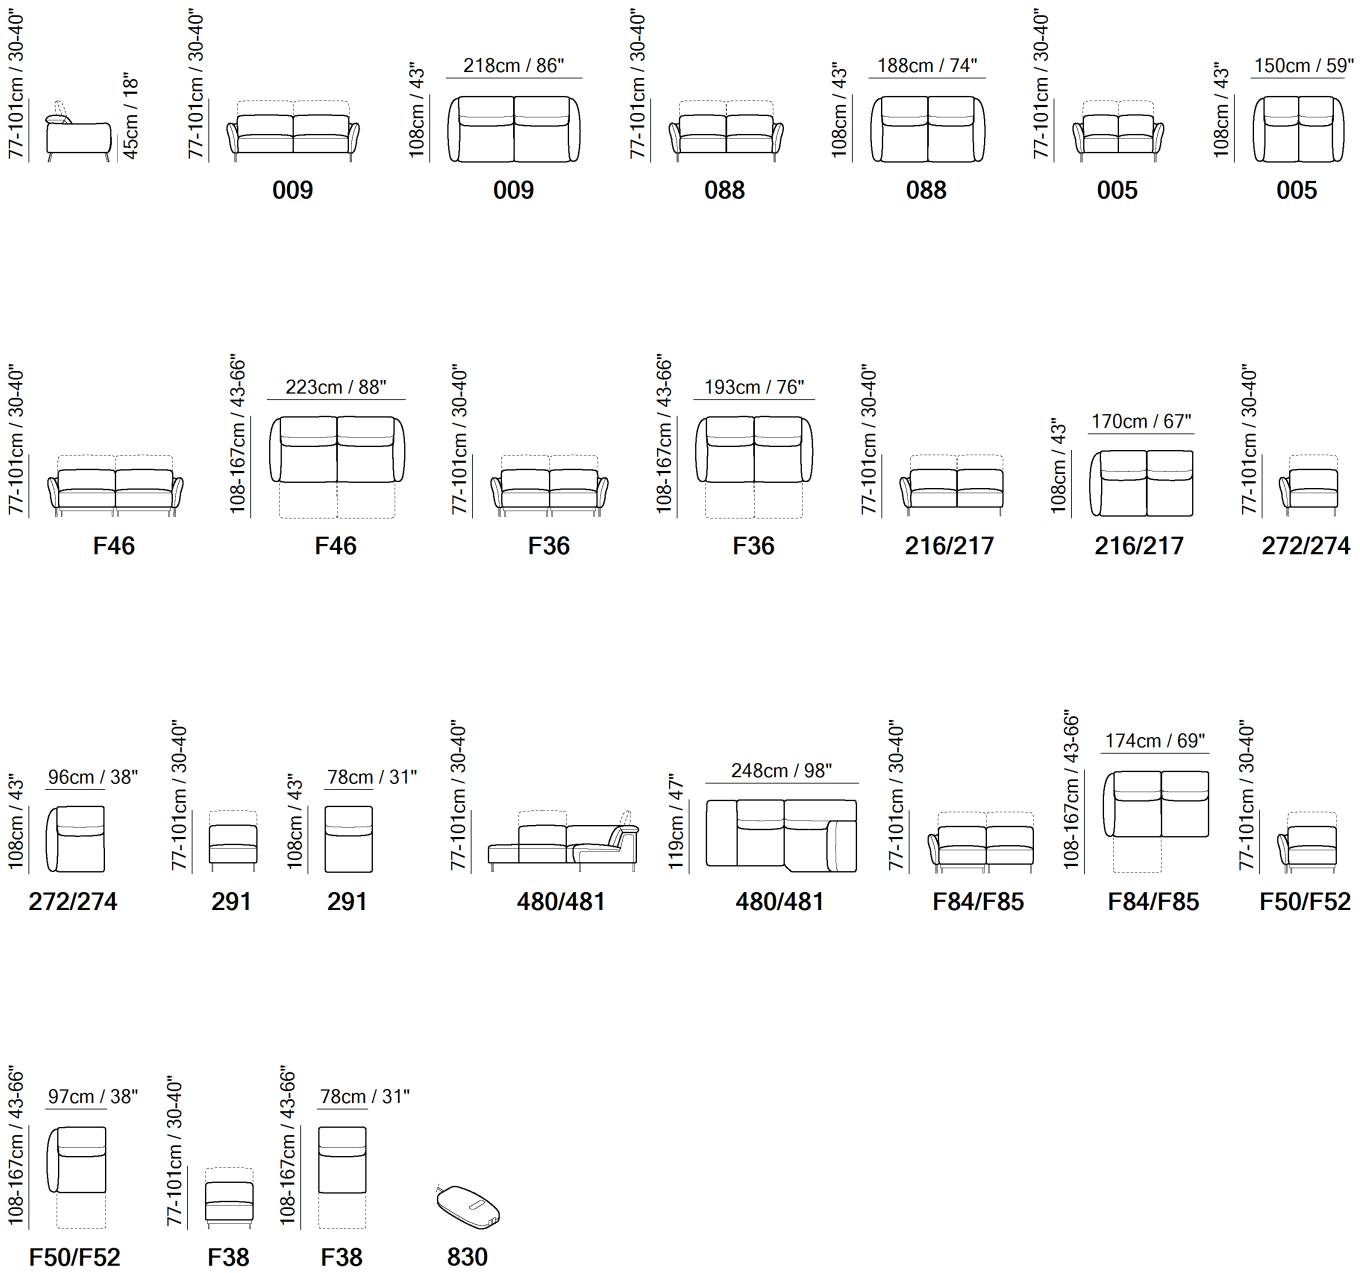 77-101cm / 30-40"
45cm / 18"
77-101cm / 30-40"
009
108cm / 43"
218cm / 86"
009
77-101cm / 30-40"
088
108cm / 43"
188cm / 74"
088
77-101cm / 30-40"
005
108cm / 43"
150cm / 59"
005
77-101cm / 30-40"
F46
108-167cm / 43-66"
223cm / 88"
F46
77-101cm / 30-40"
F36
108-167cm / 43-66"
193cm / 76"
F36
77-101cm / 30-40"
216/217
108cm / 43"
170cm / 67"
216/217
77-101cm / 30-40"
272/274
108cm / 43"
96cm / 38"
272/274
77-101cm / 30-40"
291
108cm / 43"
78cm / 31"
291
77-101cm / 30-40"
480/481
119cm / 47"
248cm / 98"
480/481
77-101cm / 30-40"
F84/F85
108-167cm / 43-66"
174cm / 69"
F84/F85
77-101cm / 30-40"
F50/F52
108-167cm / 43-66"
97cm / 38"
F50/F52
77-101cm / 30-40"
F38
108-167cm / 43-66"
78cm / 31"
F38
830